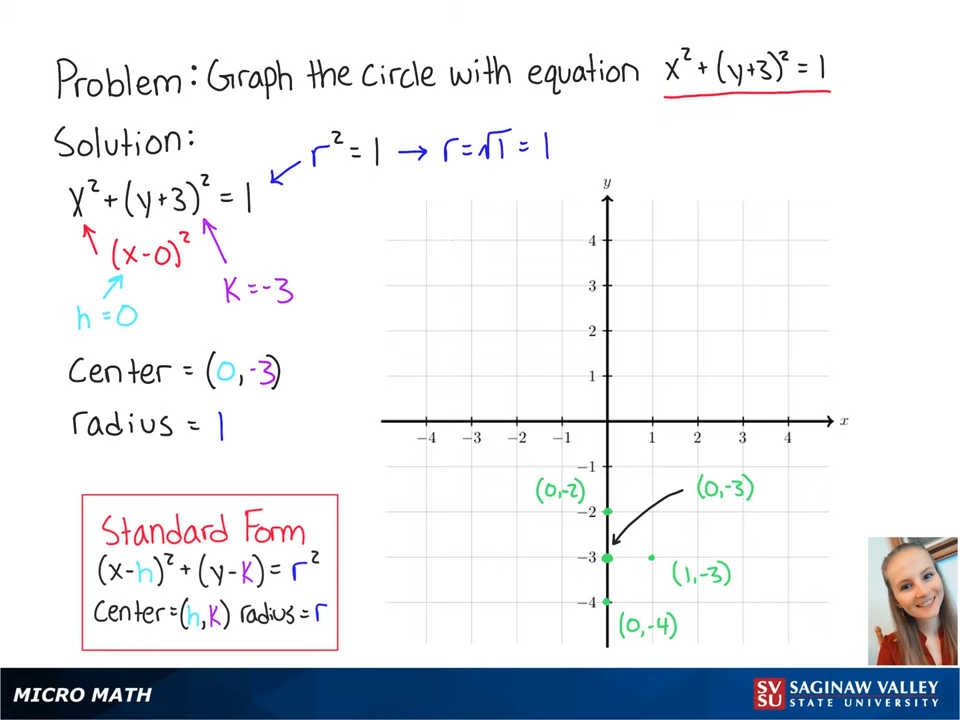 Problem: Graph the circle with equation x² + (y+3)² = 1
Solution:
r² = 1 → r = √1 = 1
x² + (y+3)² = 1
(x-0)²
k = -3
h = 0
Center = (0, -3)
radius = 1
Standard Form
(x-h)² + (y-k) = r²
Center = (h, k) radius = r
y
4
3
2
1
−4 −3 −2 −1 1 2 3 4 x
−1
(0,-2) (0,-3)
−2
−3
(1,-3)
−4
(0,-4)
MICRO MATH
SV SU SAGINAW VALLEY
STATE UNIVERSITY